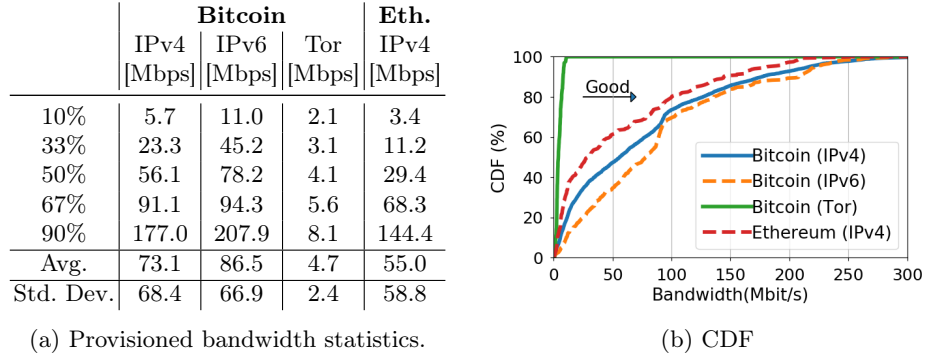 Bitcoin Eth.
IPv4 IPv6 Tor IPv4
[Mbps] [Mbps] [Mbps] [Mbps]
10% 5.7 11.0 2.1 3.4
33% 23.3 45.2 3.1 11.2
50% 56.1 78.2 4.1 29.4
67% 91.1 94.3 5.6 68.3
90% 177.0 207.9 8.1 144.4
Avg. 73.1 86.5 4.7 55.0
Std. Dev. 68.4 66.9 2.4 58.8
(a) Provisioned bandwidth statistics.
CDF (%)
100
80
60
40
20
0
Good
Bitcoin (IPv4)
Bitcoin (IPv6)
Bitcoin (Tor)
Ethereum (IPv4)
0 50 100 150 200 250 300
Bandwidth(Mbit/s)
(b) CDF